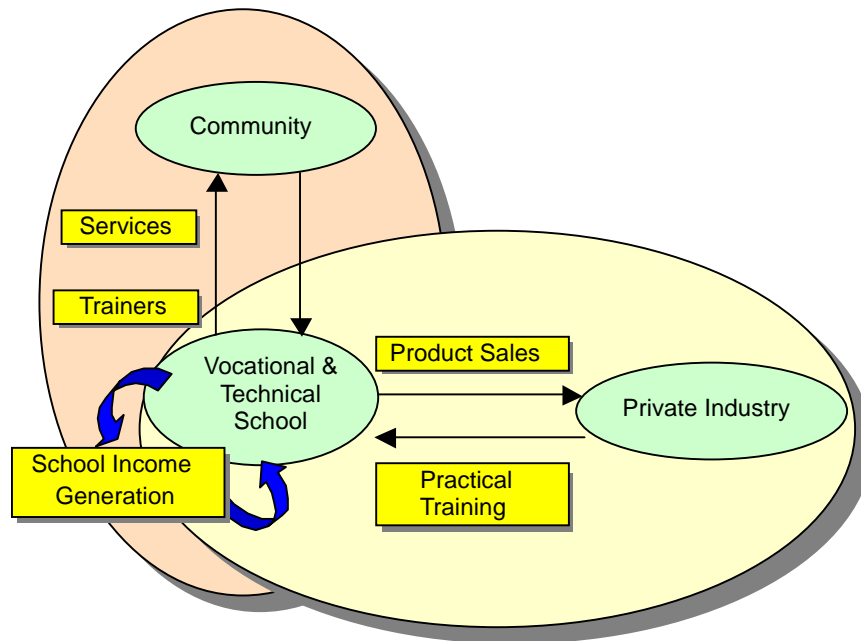 Community
Services
Trainers
Vocational &
Technical
School
Product Sales
Private Industry
School Income
Generation
Practical
Training